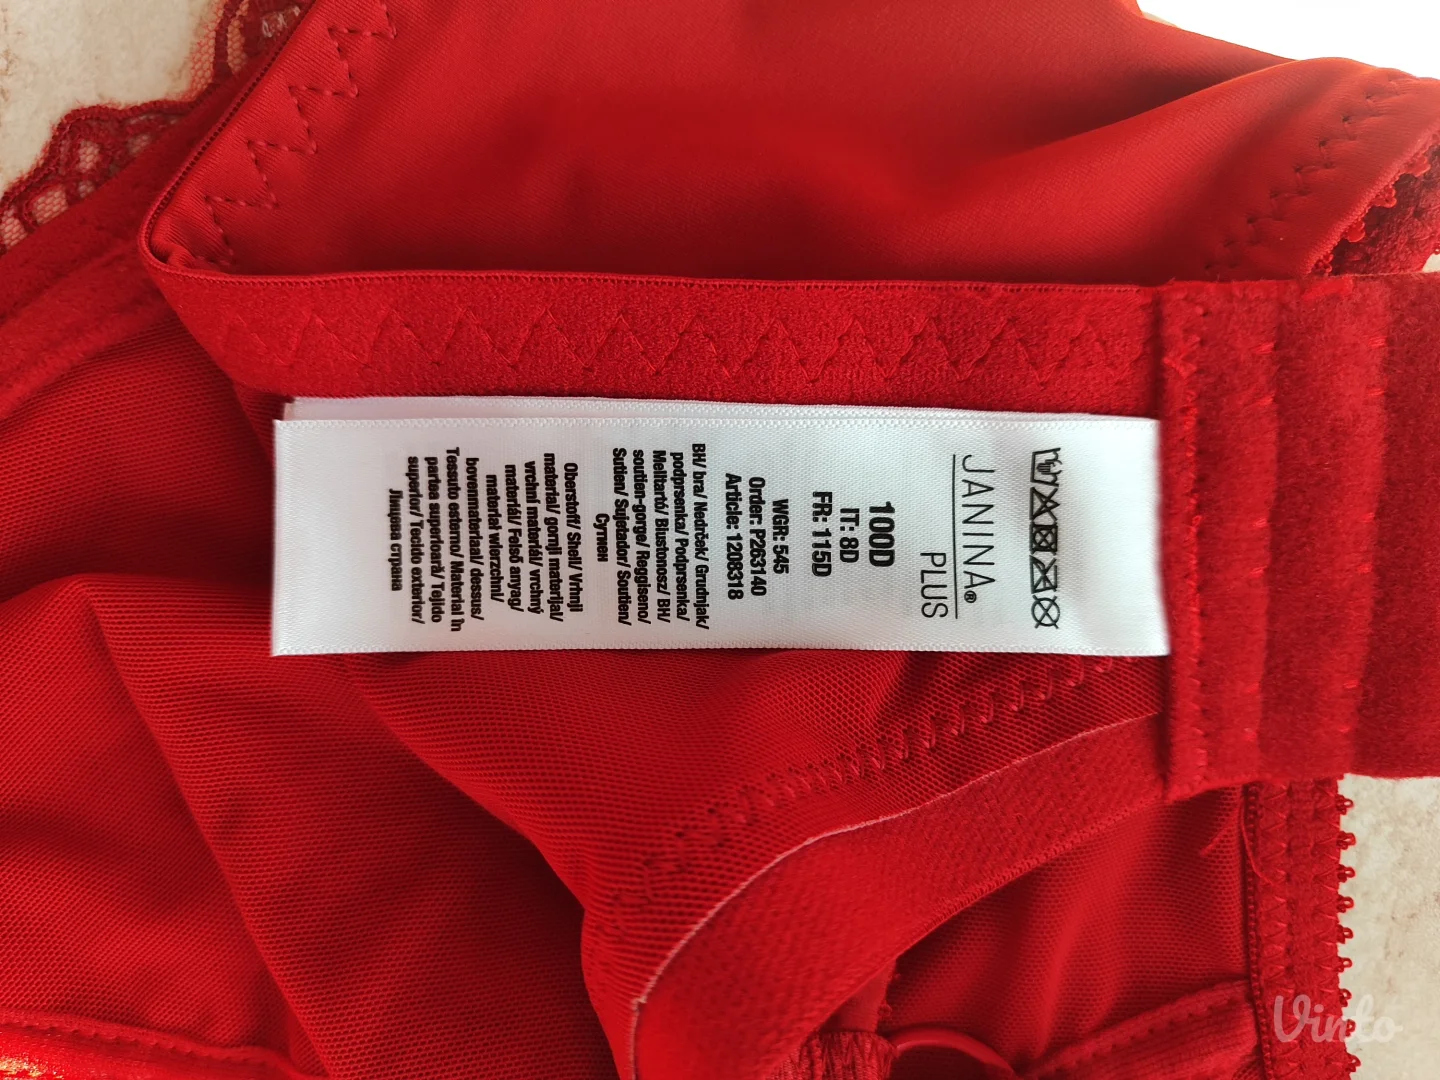 JANINA®
PLUS
100D
IT: 8D
FR: 115D
WGR: 545
Order: P263140
Article: 1208318
BH/ bra/ Nedrček/ Grudnjak/
podprsenka/ Podprsenka/
Melltartó/ Biustonosz/ BH/
soutien-gorge/ Reggiseno/
Sutien/ Sujetador/ Soutien/
Сутиен
Oberstoff/ Shell/ Vrhnji
material/ gornji materijal/
vrchní materiál/ vrchný
materiál/ Felső anyag/
materiał wierzchni/
bovenmateriaal/ dessus/
Tessuto esterno/ Material în
partea superioară/ Tejido
superior/ Tecido exterior/
Лицева страна
Vinto